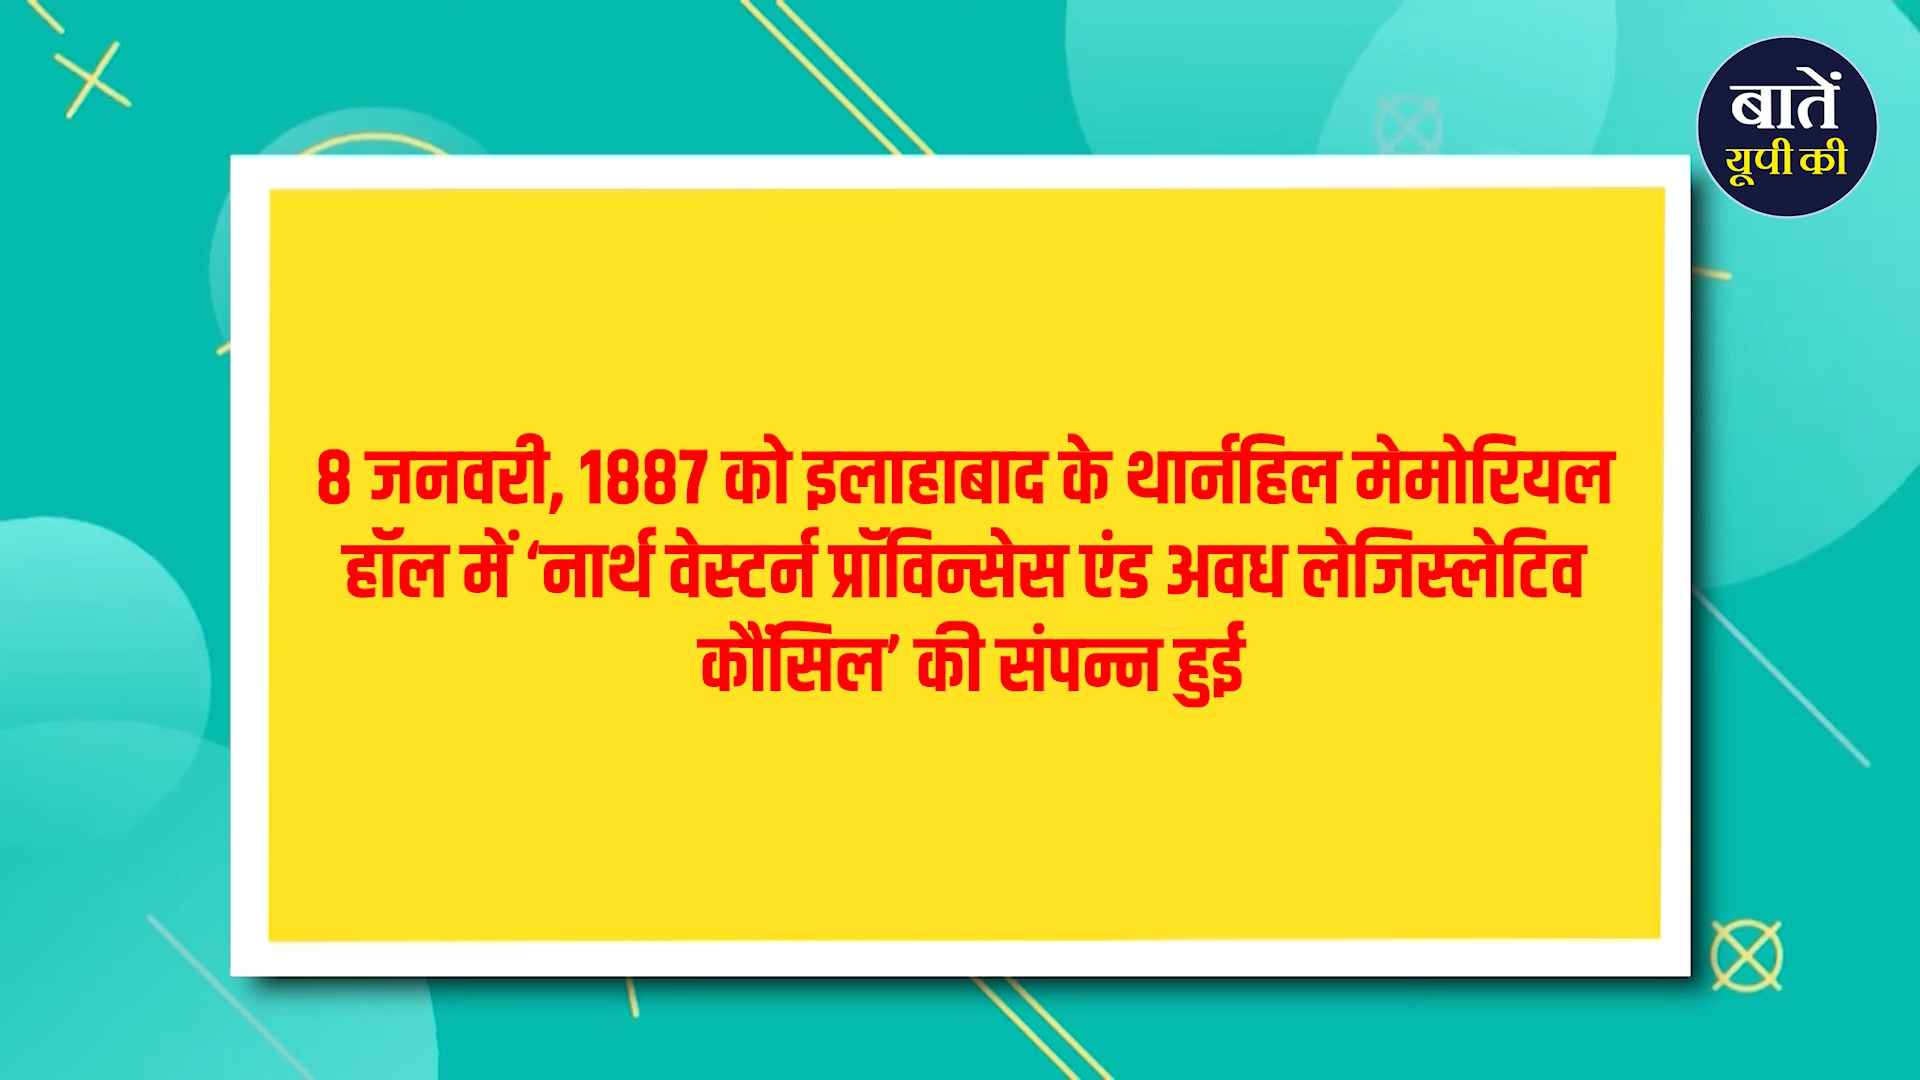 बातें
यूपी की
8 जनवरी, 1887 को इलाहाबाद के थार्नहिल मेमोरियल
हॉल में ‘नार्थ वेस्टर्न प्रॉविन्सेस एंड अवध लेजिस्लेटिव
कौंसिल’ की संपन्न हुई